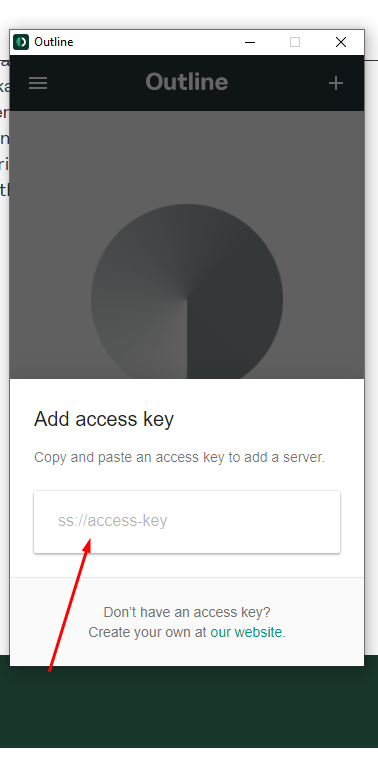 Outline
Outline
Add access key
Copy and paste an access key to add a server.
ss://access-key
Don't have an access key?
Create your own at our website.